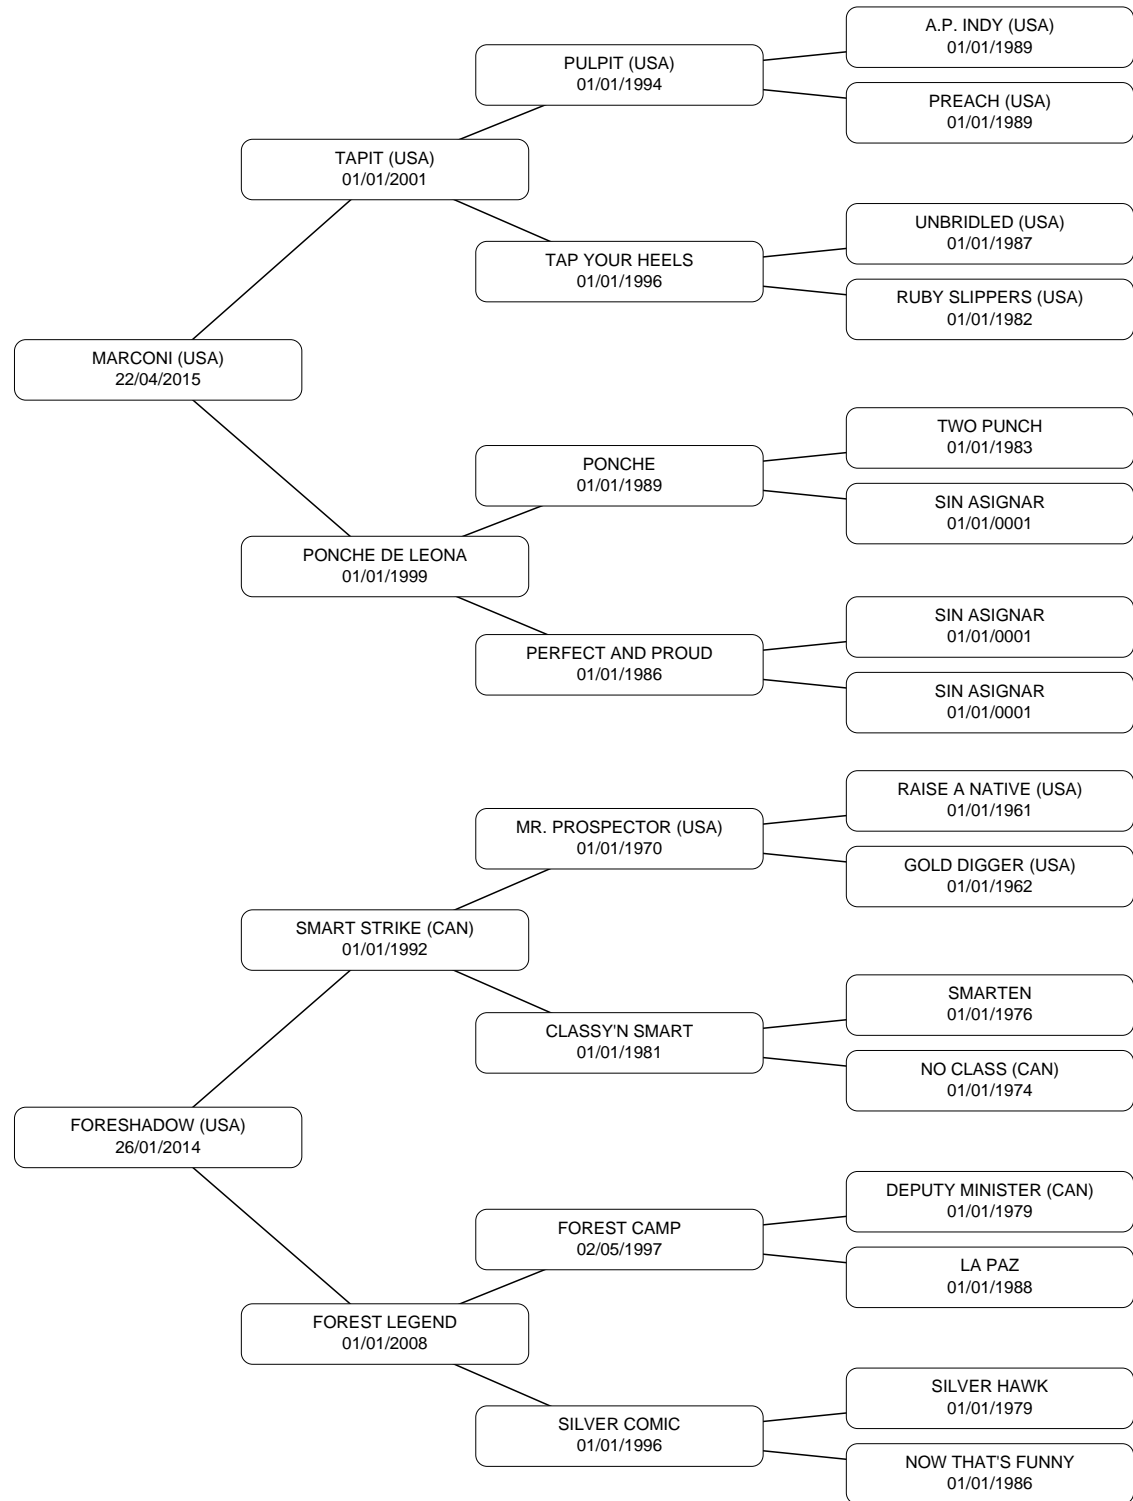 A.P. INDY (USA)
01/01/1989
PULPIT (USA)
01/01/1994
PREACH (USA)
01/01/1989
TAPIT (USA)
01/01/2001
UNBRIDLED (USA)
01/01/1987
TAP YOUR HEELS
01/01/1996
RUBY SLIPPERS (USA)
01/01/1982
MARCONI (USA)
22/04/2015
TWO PUNCH
01/01/1983
PONCHE
01/01/1989
SIN ASIGNAR
01/01/0001
PONCHE DE LEONA
01/01/1999
SIN ASIGNAR
01/01/0001
PERFECT AND PROUD
01/01/1986
SIN ASIGNAR
01/01/0001
RAISE A NATIVE (USA)
01/01/1961
MR. PROSPECTOR (USA)
01/01/1970
GOLD DIGGER (USA)
01/01/1962
SMART STRIKE (CAN)
01/01/1992
SMARTEN
01/01/1976
CLASSY'N SMART
01/01/1981
NO CLASS (CAN)
01/01/1974
FORESHADOW (USA)
26/01/2014
DEPUTY MINISTER (CAN)
01/01/1979
FOREST CAMP
02/05/1997
LA PAZ
01/01/1988
FOREST LEGEND
01/01/2008
SILVER HAWK
01/01/1979
SILVER COMIC
01/01/1996
NOW THAT'S FUNNY
01/01/1986